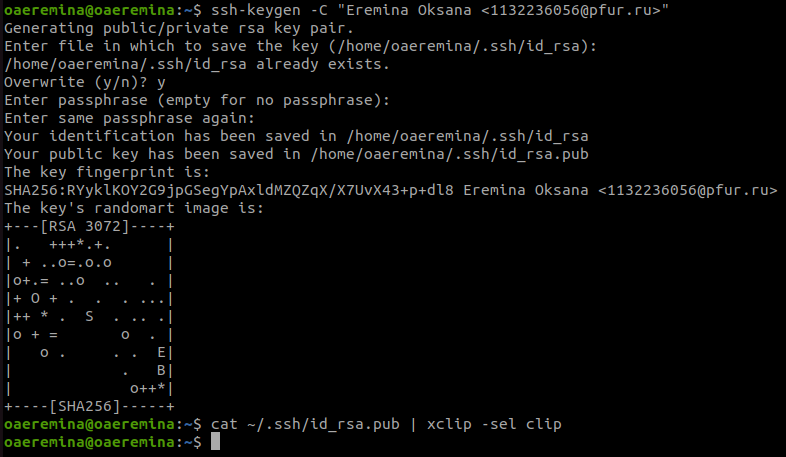 oaeremina@oaeremina:~$ ssh-keygen -C "Eremina Oksana <1132236056@pfur.ru>"
Generating public/private rsa key pair.
Enter file in which to save the key (/home/oaeremina/.ssh/id_rsa):
/home/oaeremina/.ssh/id_rsa already exists.
Overwrite (y/n)? y
Enter passphrase (empty for no passphrase):
Enter same passphrase again:
Your identification has been saved in /home/oaeremina/.ssh/id_rsa
Your public key has been saved in /home/oaeremina/.ssh/id_rsa.pub
The key fingerprint is:
SHA256:RYyklKOY2G9jpGSegYpAxldMZQZqX/X7UvX43+p+dl8 Eremina Oksana <1132236056@pfur.ru>
The key's randomart image is:
+---[RSA 3072]----+
|.   +++*.+.      |
| + ..o=.o.o      |
|o+.= ..o  ..   . |
|+ O + .  .  . ...|
|++ * .  S  . .. .|
|o + =       o  . |
|   o .     . .  E|
|            .   B|
|             o++*|
+----[SHA256]-----+
oaeremina@oaeremina:~$ cat ~/.ssh/id_rsa.pub | xclip -sel clip
oaeremina@oaeremina:~$